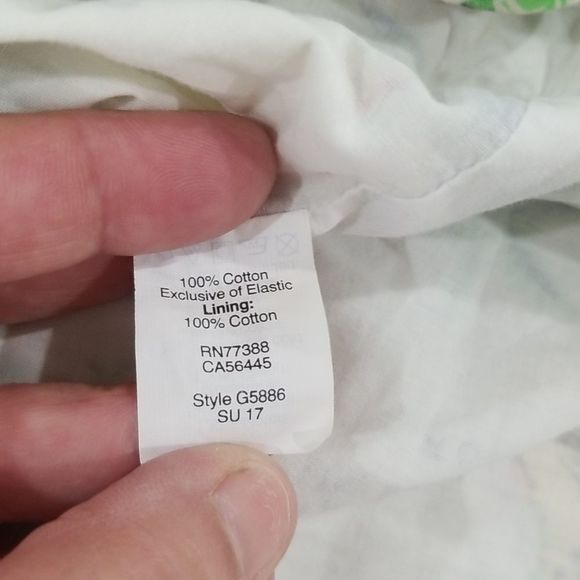 100% Cotton
Exclusive of Elastic
Lining:
100% Cotton
RN77388
CA56445
Style G5886
SU 17